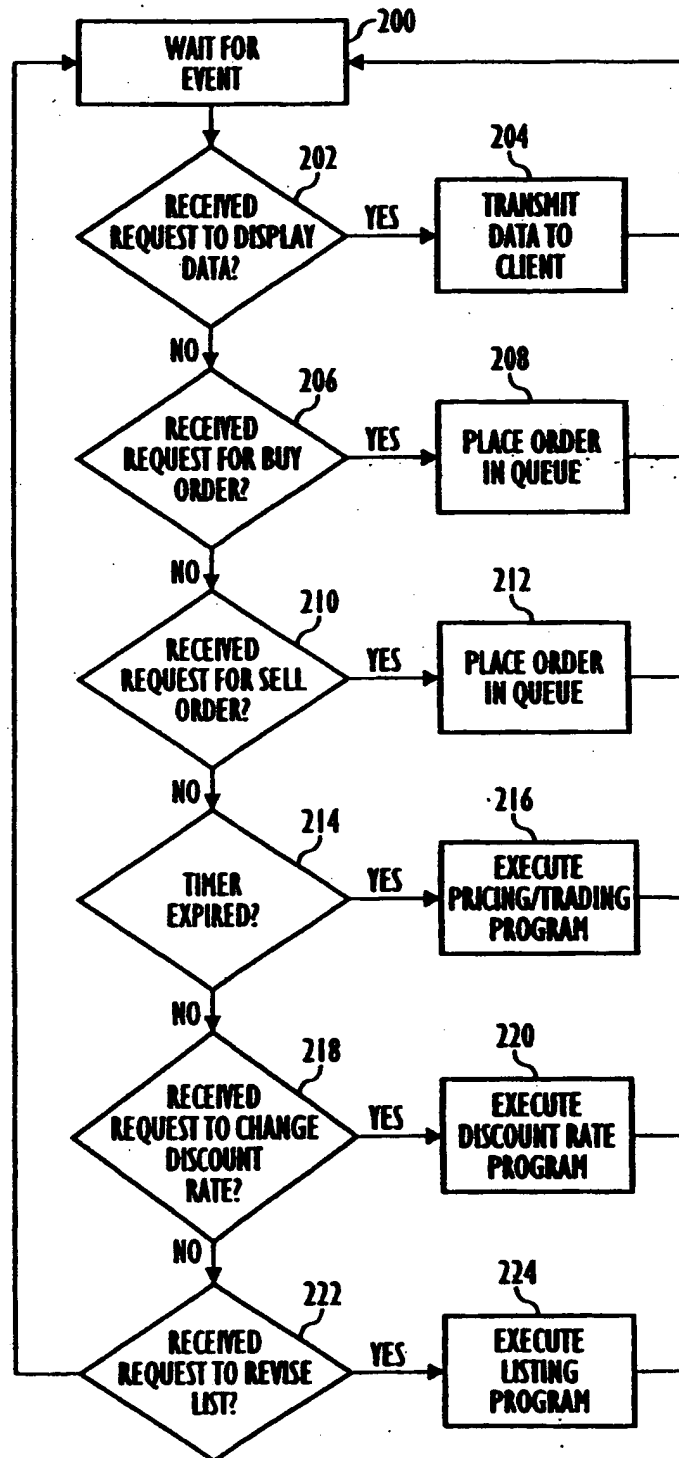 200
WAIT FOR
EVENT
202
RECEIVED
REQUEST TO DISPLAY
DATA?
YES
204
TRANSMIT
DATA TO
CLIENT
NO
206
RECEIVED
REQUEST FOR BUY
ORDER?
YES
208
PLACE ORDER
IN QUEUE
NO
210
RECEIVED
REQUEST FOR SELL
ORDER?
YES
212
PLACE ORDER
IN QUEUE
NO
214
TIMER
EXPIRED?
YES
216
EXECUTE
PRICING/TRADING
PROGRAM
NO
218
RECEIVED
REQUEST TO CHANGE
DISCOUNT
RATE?
YES
220
EXECUTE
DISCOUNT RATE
PROGRAM
NO
222
RECEIVED
REQUEST TO REVISE
LIST?
YES
224
EXECUTE
LISTING
PROGRAM